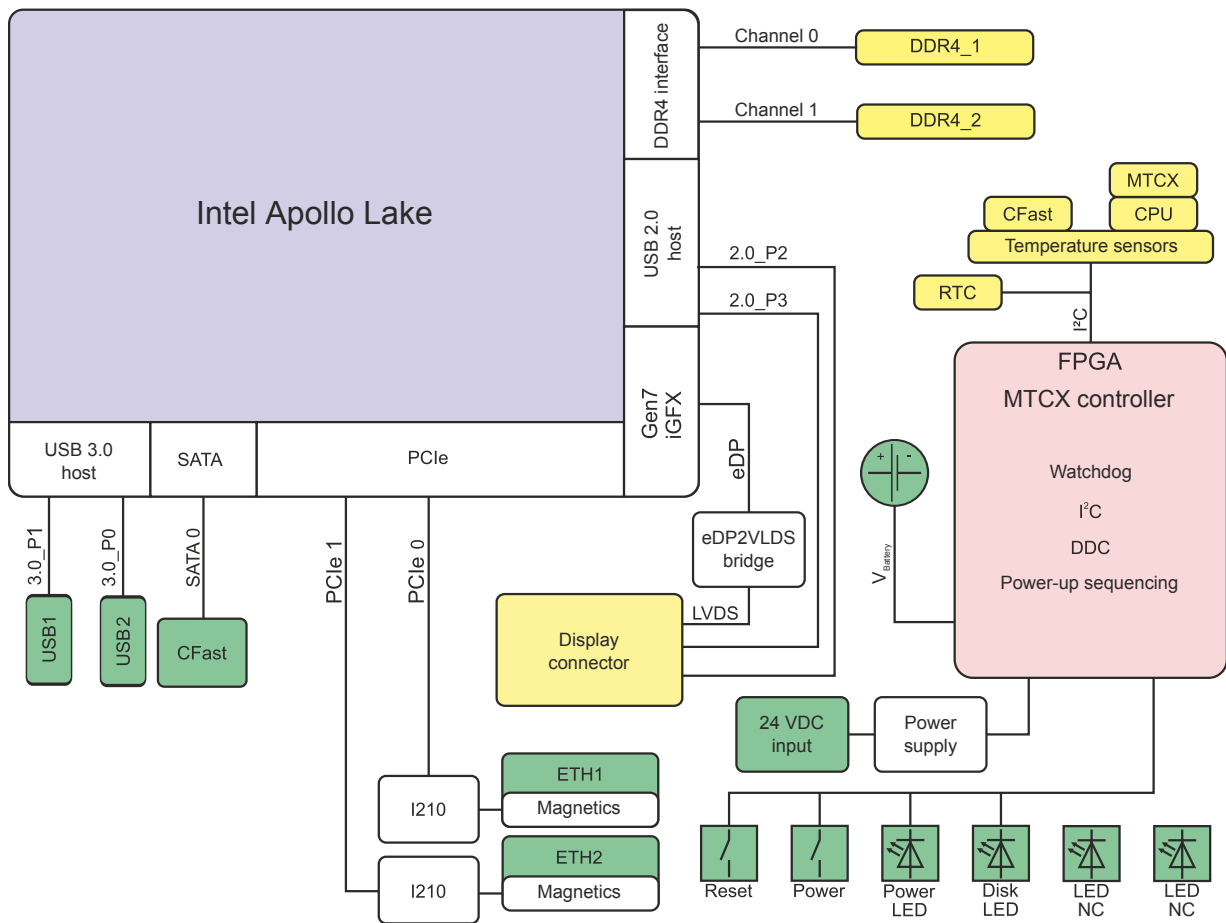 Intel Apollo Lake
DDR4 interface
USB 2.0
host
Gen7
iGFX
USB 3.0
host
SATA
PCIe
Channel 0
DDR4_1
Channel 1
DDR4_2
2.0_P2
2.0_P3
eDP
eDP2VLDS
bridge
LVDS
Display
connector
3.0_P1
3.0_P0
SATA 0
PCIe 1
PCIe 0
USB1
USB2
CFast
I210
ETH1
Magnetics
I210
ETH2
Magnetics
MTCX
CFast
CPU
Temperature sensors
RTC
I²C
FPGA
MTCX controller
Watchdog
I²C
DDC
Power-up sequencing
+ -
V Battery
24 VDC
input
Power
supply
Reset
Power
Power
LED
Disk
LED
LED
NC
LED
NC